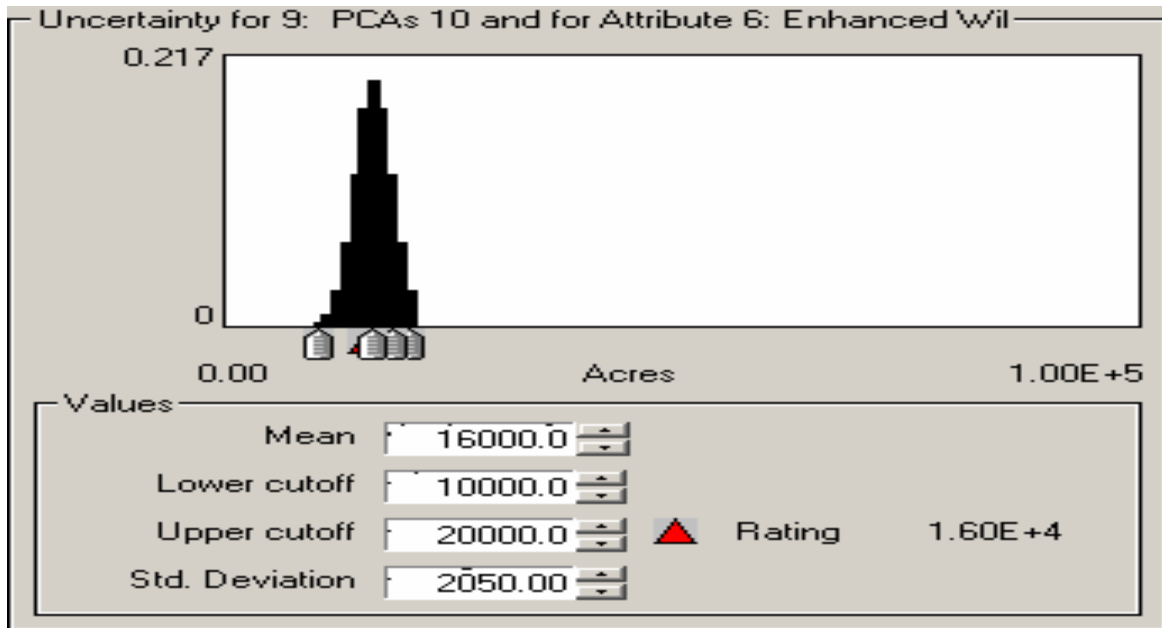 Uncertainty for 9: PCAs 10 and for Attribute 6: Enhanced Wil
0.217
0
0.00 Acres 1.00E+5
Values
Mean 16000.0
Lower cutoff 10000.0
Upper cutoff 20000.0 Rating 1.60E+4
Std. Deviation 2050.00